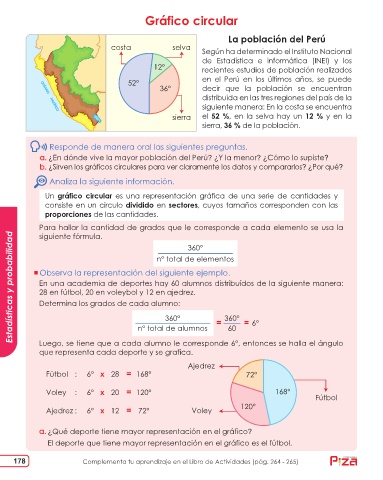 Gráfico circular
costa
selva
12°
52°
36°
sierra
La población del Perú
Según ha determinado el Instituto Nacional
de Estadística e informática (INEI) y los
recientes estudios de población realizados
en el Perú en los últimos años, se puede
decir que la población se encuentran
distribuida en las tres regiones del país de la
siguiente manera: En la costa se encuentra
el 52 %, en la selva hay un 12 % y en la
sierra, 36 % de la población.
Responde de manera oral las siguientes preguntas.
a. ¿En dónde vive la mayor población del Perú? ¿Y la menor? ¿Cómo lo supiste?
b. ¿Sirven los gráficos circulares para ver claramente los datos y compararlos? ¿Por qué?
Analiza la siguiente información.
Un gráfico circular es una representación gráfica de una serie de cantidades y
consiste en un círculo dividido en sectores, cuyos tamaños corresponden con las
proporciones de las cantidades.
Para hallar la cantidad de grados que le corresponde a cada elemento se usa la
siguiente fórmula.
360°
n° total de elementos
Observa la representación del siguiente ejemplo.
En una academia de deportes hay 60 alumnos distribuidos de la siguiente manera:
28 en fútbol, 20 en voleybol y 12 en ajedrez.
Determina los grados de cada alumno:
360°
n° total de alumnos
=
360°
60
= 6°
Luego, se tiene que a cada alumno le corresponde 6°, entonces se halla el ángulo
que representa cada deporte y se grafica.
Fútbol : 6° x 28 = 168°
Voley : 6° x 20 = 120°
Ajedrez : 6° x 12 = 72°
Ajedrez
72°
168°
Fútbol
120°
Voley
a. ¿Qué deporte tiene mayor representación en el gráfico?
El deporte que tiene mayor representación en el gráfico es el fútbol.
Estadísticas y probabilidad
178
Complementa tu aprendizaje en el Libro de Actividades (pág. 264 - 265)